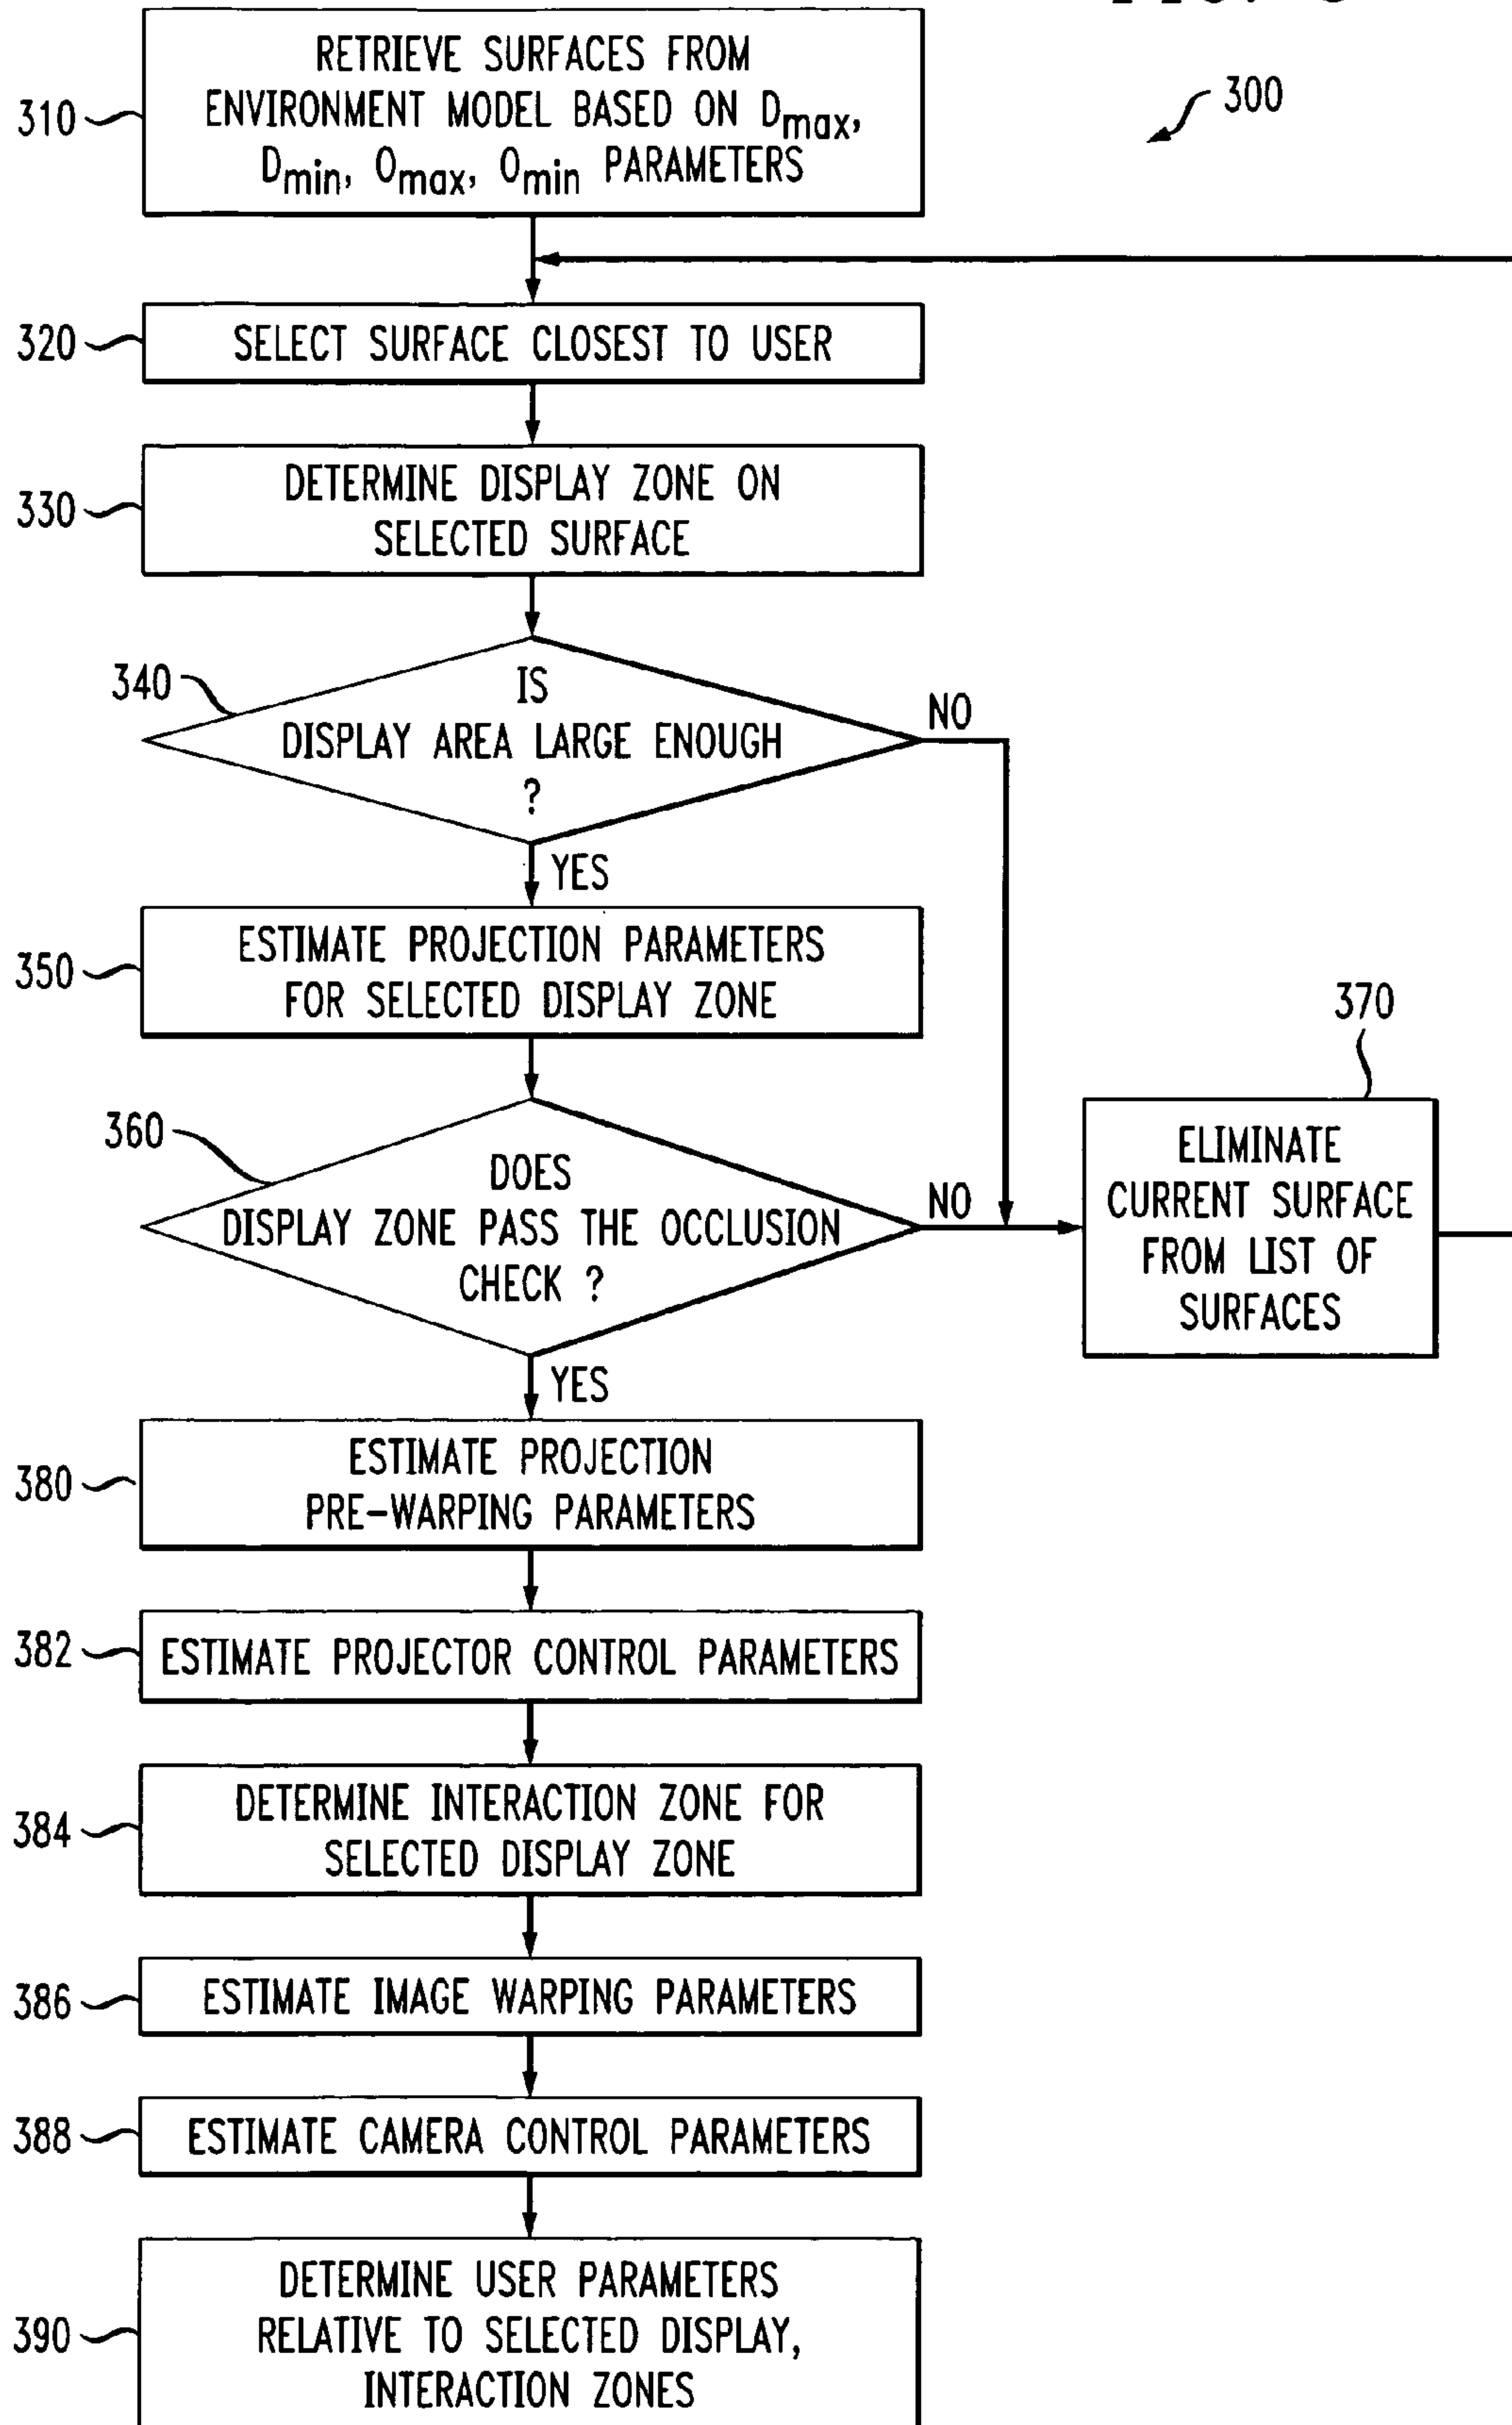 300
310
RETRIEVE SURFACES FROM
ENVIRONMENT MODEL BASED ON Dmax,
Dmin, Omax, Omin PARAMETERS
320
SELECT SURFACE CLOSEST TO USER
330
DETERMINE DISPLAY ZONE ON
SELECTED SURFACE
340
IS
DISPLAY AREA LARGE ENOUGH
?
NO
YES
350
ESTIMATE PROJECTION PARAMETERS
FOR SELECTED DISPLAY ZONE
360
DOES
DISPLAY ZONE PASS THE OCCLUSION
CHECK ?
NO
YES
370
ELIMINATE
CURRENT SURFACE
FROM LIST OF
SURFACES
380
ESTIMATE PROJECTION
PRE-WARPING PARAMETERS
382
ESTIMATE PROJECTOR CONTROL PARAMETERS
384
DETERMINE INTERACTION ZONE FOR
SELECTED DISPLAY ZONE
386
ESTIMATE IMAGE WARPING PARAMETERS
388
ESTIMATE CAMERA CONTROL PARAMETERS
390
DETERMINE USER PARAMETERS
RELATIVE TO SELECTED DISPLAY,
INTERACTION ZONES